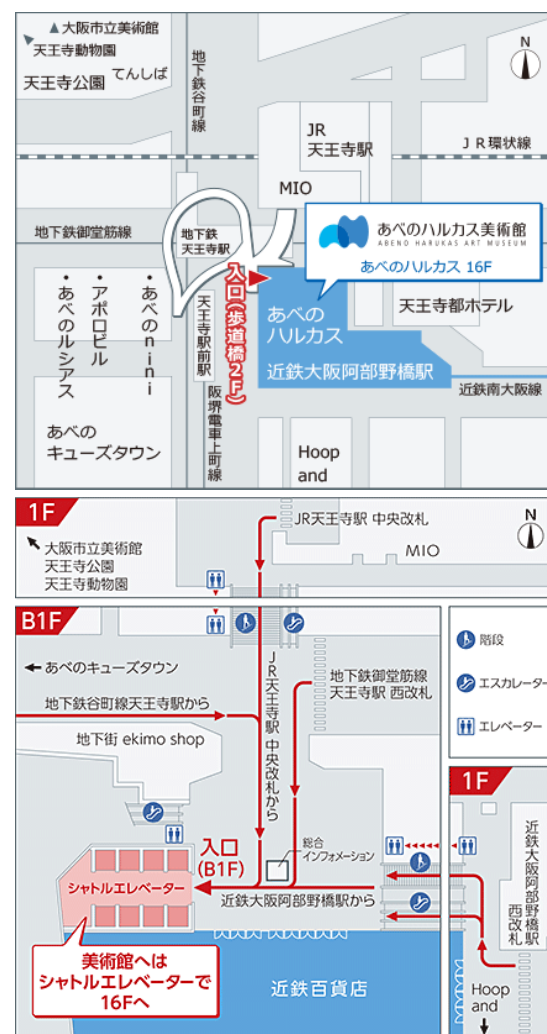 ▲大阪市立美術館
天王寺動物園
天王寺公園
てんしば
地下鉄谷町線
N
JR
天王寺駅
JR環状線
MIO
地下鉄御堂筋線
地下鉄
天王寺駅
あべのハルカス美術館
ABENO HARUKAS ART MUSEUM
あべのハルカス 16F
入口(歩道橋2F)
・あべのnini
・アポロビル
・あべのルシアス
天王寺駅前駅
あべの
ハルカス
天王寺都ホテル
近鉄大阪阿部野橋駅
近鉄南大阪線
阪堺電車上町線
あべの
キューズタウン
Hoop
and
1F
JR天王寺駅 中央改札
N
大阪市立美術館
天王寺公園
天王寺動物園
MIO
B1F
あべのキューズタウン
JR天王寺駅 中央改札から
地下鉄御堂筋線
天王寺駅 西改札
地下鉄谷町線天王寺駅から
地下街 ekimo shop
入口
(B1F)
総合
インフォメーション
シャトルエレベーター
近鉄大阪阿部野橋駅から
美術館へは
シャトルエレベーターで
16Fへ
近鉄百貨店
階段
エスカレーター
エレベーター
1F
近鉄大阪阿部野橋駅
西改札
Hoop
and